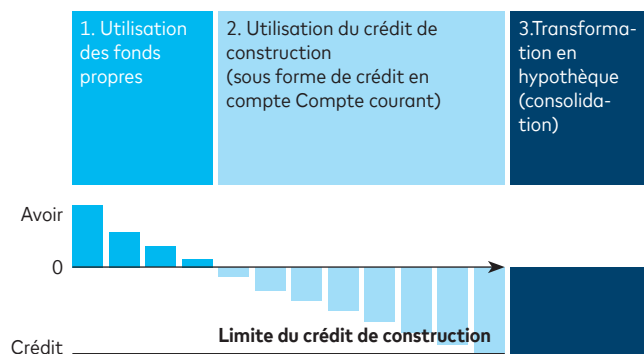 1. Utilisation
des fonds
propres
2. Utilisation du crédit de
construction
(sous forme de crédit en
compte Compte courant)
3.Transforma-
tion en
hypothèque
(consolida-
tion)
Avoir
0
Limite du crédit de construction
Crédit